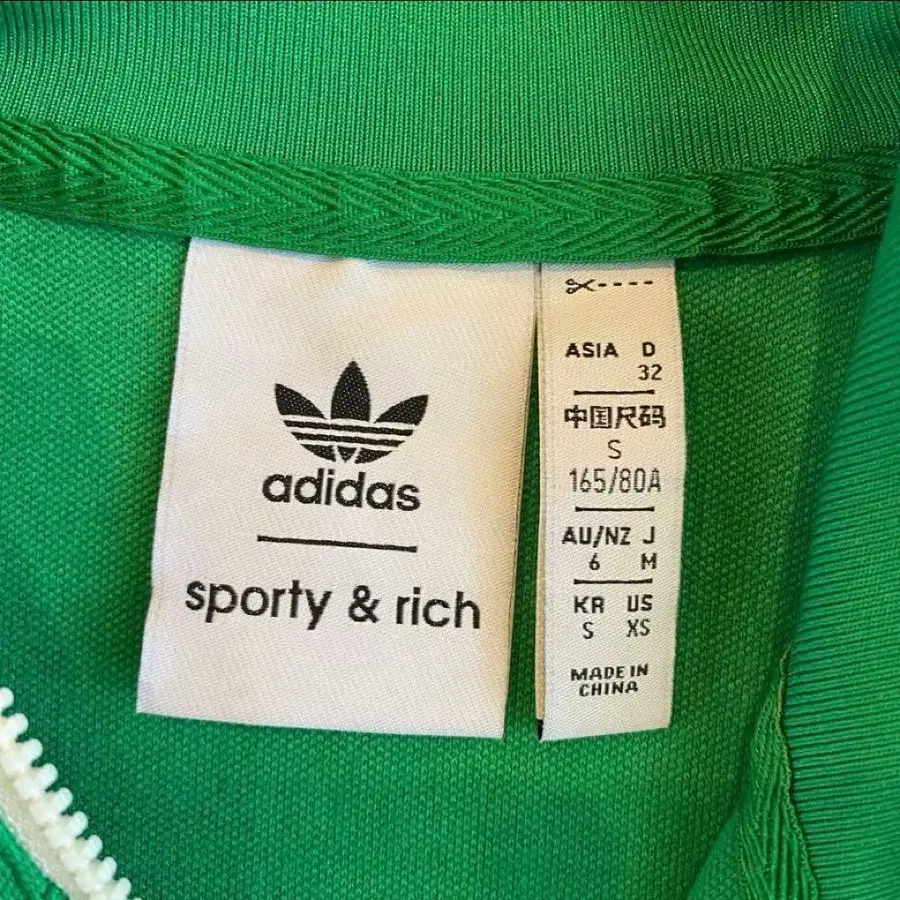 adidas
sporty & rich
ASIA D
32
中国尺码
S
165/80A
AU/NZ J
6 M
KR US
S XS
MADE IN
CHINA